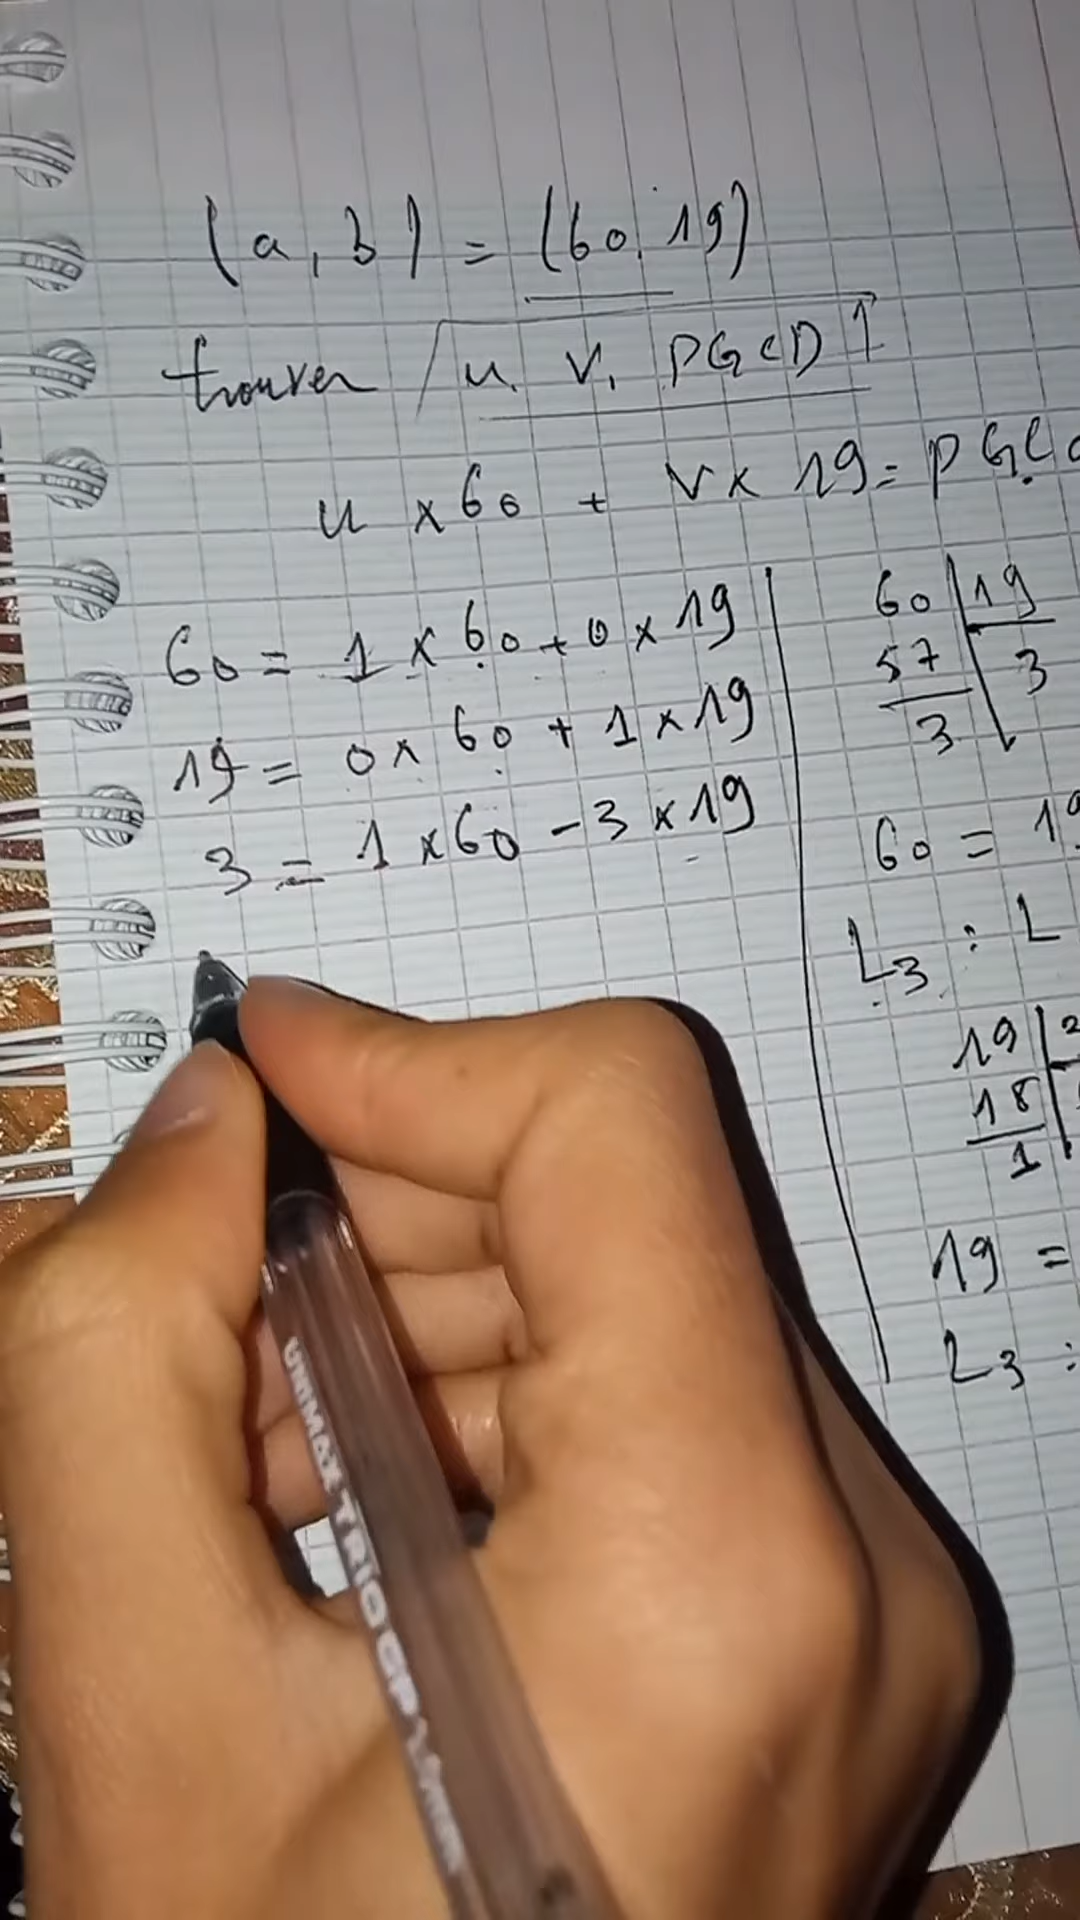 (a, b) = (60, 19)
trouver u, v, PGCD
u × 60 + v × 19 = PGC
60 = 1 × 60 + 0 × 19
19 = 0 × 60 + 1 × 19
3 = 1 × 60 - 3 × 19
60 19
57 3
3
60 = 19
L3 : L
19
18
1
19 =
L3 :
UNIMAX TRIO GP